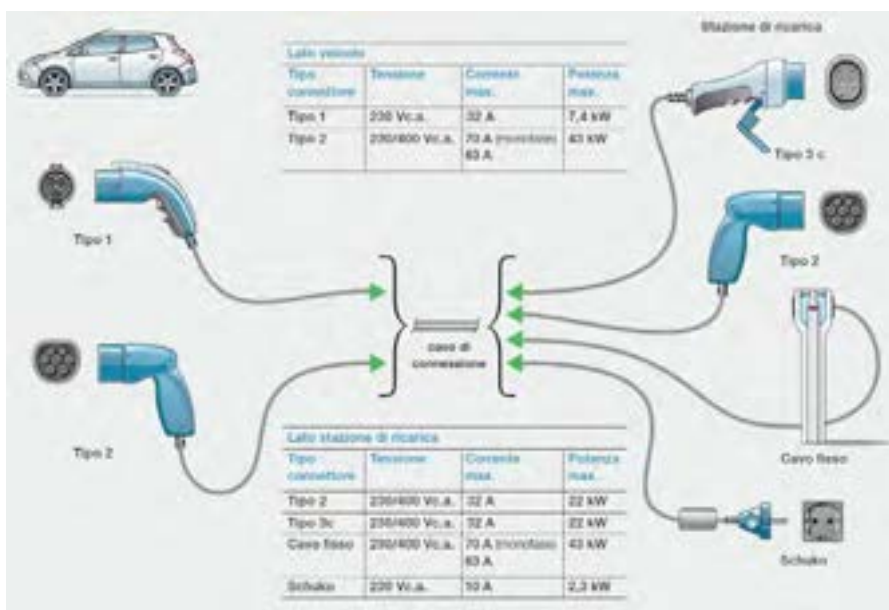 Stazione di ricarica
Lato veicolo
Tipo connettore Tensione Corrente max. Potenza max.
Tipo 1 230 Vc.a. 32 A 7,4 kW
Tipo 2 230/400 Vc.a. 70 A (monofase) 43 kW
63 A
Tipo 3 c
Tipo 1
Tipo 2
cavo di
connessione
Tipo 2
Cavo fisso
Lato stazione di ricarica
Tipo connettore Tensione Corrente max. Potenza max.
Tipo 2 230/400 Vc.a. 32 A 22 kW
Tipo 3c 230/400 Vc.a. 32 A 22 kW
Cavo fisso 230/400 Vc.a. 70 A (monofase) 43 kW
63 A
Schuko 230 Vc.a. 10 A 2,3 kW
Schuko